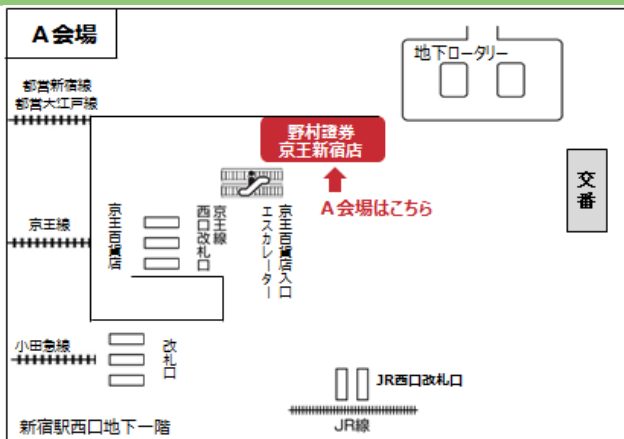 A会場
地下ロータリー
都営新宿線
都営大江戸線
野村證券
京王新宿店
A会場はこちら
交番
京王線
京王百貨店
京王線
西口改札口
京王百貨店入口
エスカレーター
小田急線
改札口
JR西口改札口
JR線
新宿駅西口地下一階